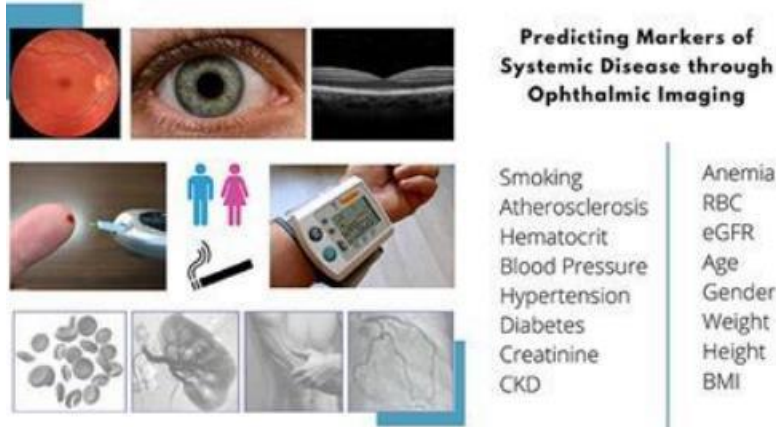 Predicting Markers of
Systemic Disease through
Ophthalmic Imaging
Smoking
Atherosclerosis
Hematocrit
Blood Pressure
Hypertension
Diabetes
Creatinine
CKD
Anemia
RBC
eGFR
Age
Gender
Weight
Height
BMI